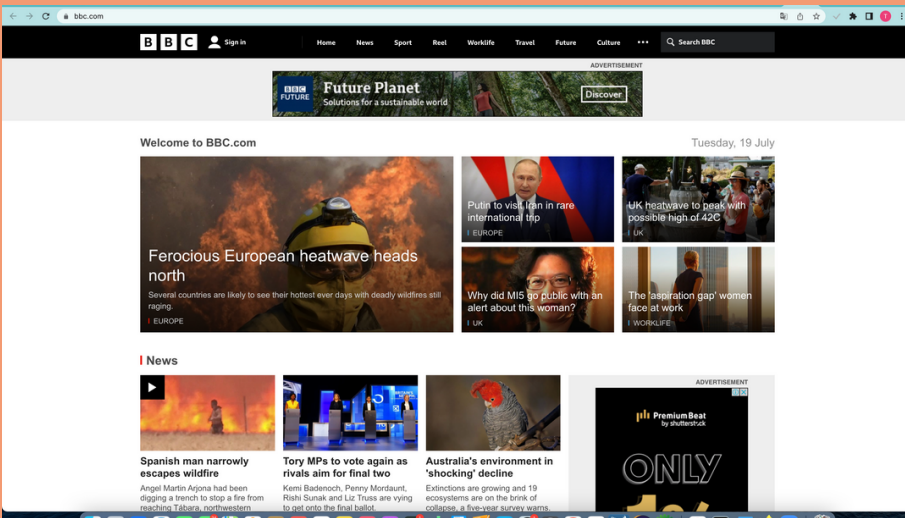 bbc.com
T
BBC
Sign in
Home
News
Sport
Reel
Worklife
Travel
Future
Culture
Search BBC
ADVERTISEMENT
BBC
FUTURE
Future Planet
Solutions for a sustainable world
Discover
Welcome to BBC.com
Tuesday, 19 July
Ferocious European heatwave heads
north
Several countries are likely to see their hottest ever days with deadly wildfires still
raging.
EUROPE
Putin to visit Iran in rare
international trip
EUROPE
UK heatwave to peak with
possible high of 42C
UK
Why did MI5 go public with an
alert about this woman?
UK
The 'aspiration gap' women
face at work
WORKLIFE
News
Spanish man narrowly
escapes wildfire
Angel Martin Arjona had been
digging a trench to stop a fire from
reaching Tábara, northwestern
Tory MPs to vote again as
rivals aim for final two
Kemi Badenoch, Penny Mordaunt,
Rishi Sunak and Liz Truss are vying
to get onto the final ballot.
Australia's environment in
'shocking' decline
Extinctions are growing and 19
ecosystems are on the brink of
collapse, a five-year survey warns.
ADVERTISEMENT
PremiumBeat
by shutterstock
ONLY